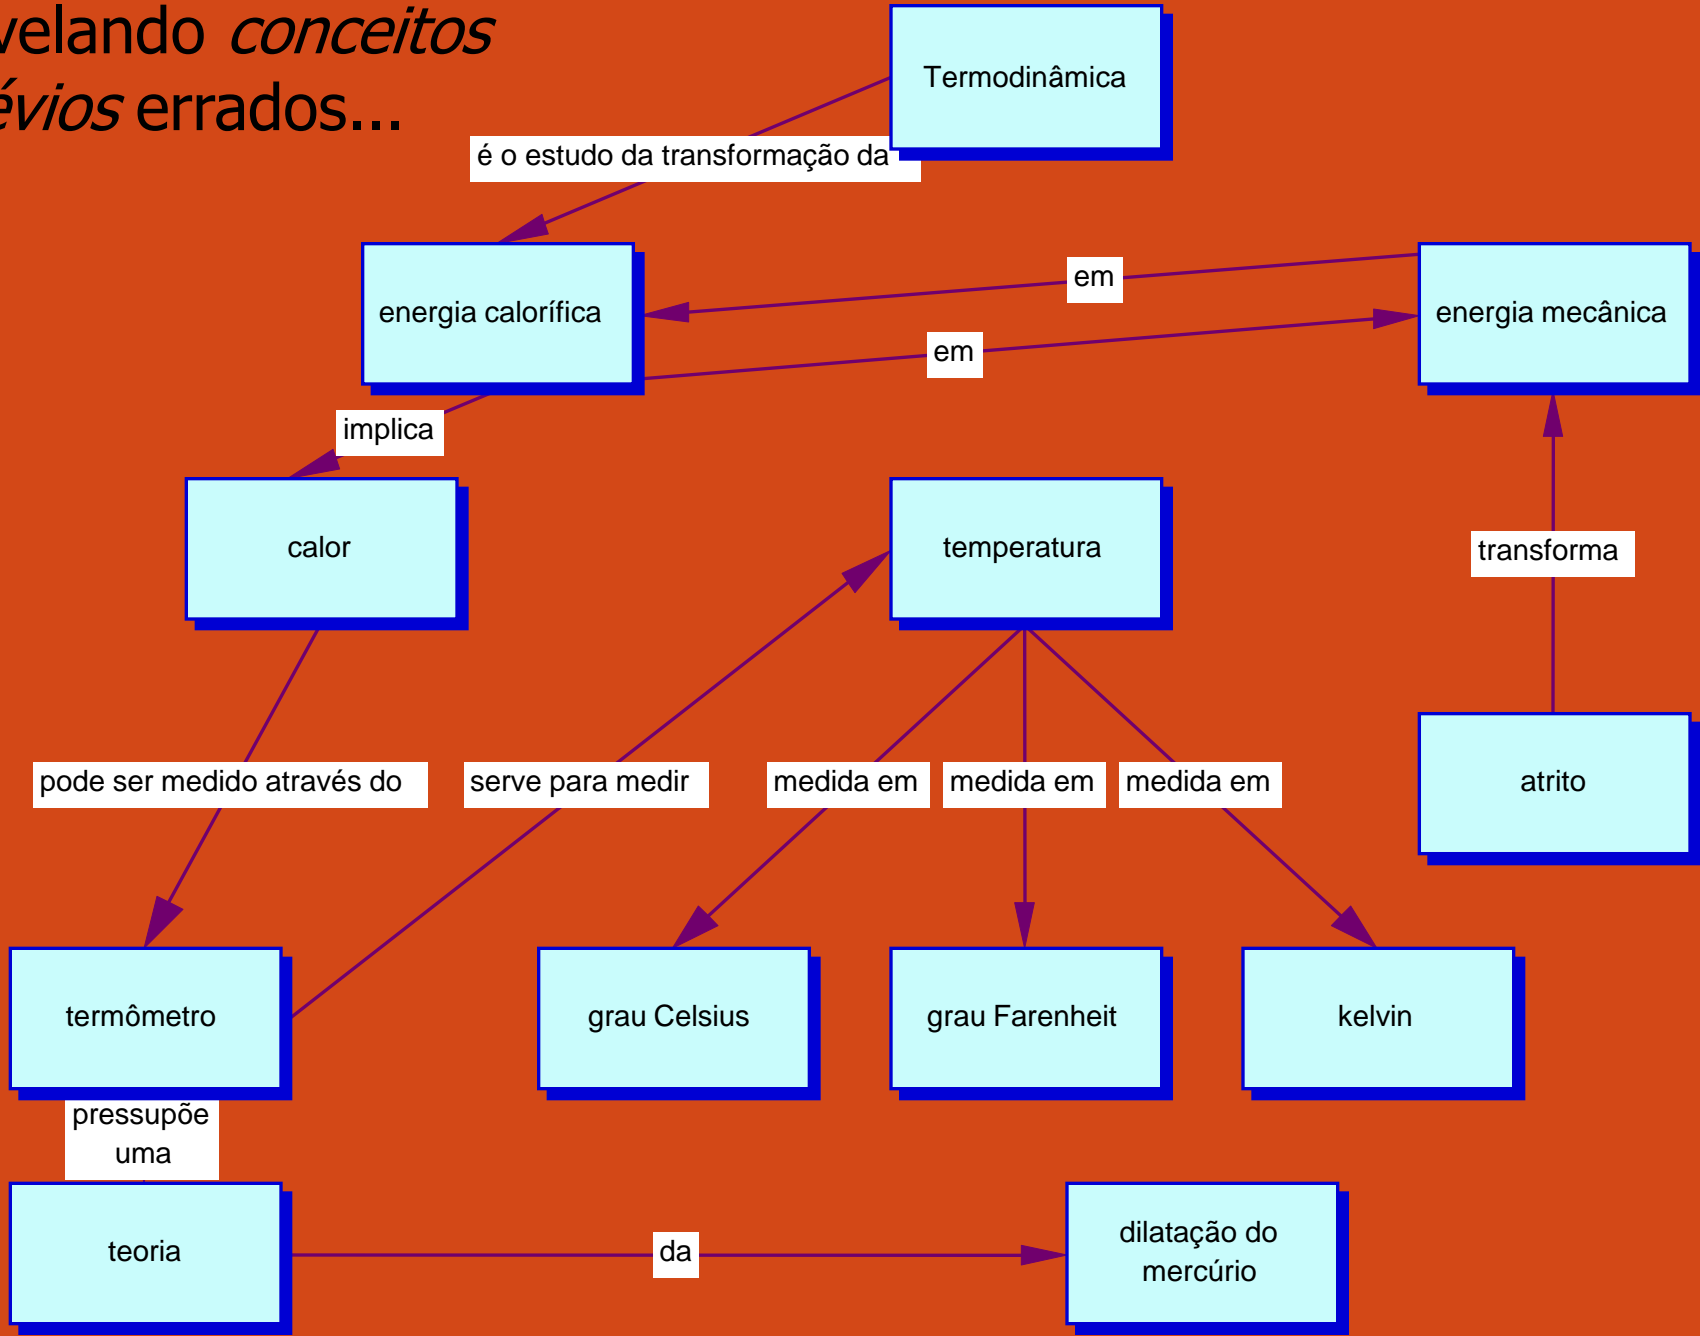 velando conceitos
évios errados...
Termodinâmica
é o estudo da transformação da
energia calorífica
em
em
energia mecânica
implica
calor
temperatura
transforma
pode ser medido através do
serve para medir
medida em
medida em
medida em
atrito
termômetro
grau Celsius
grau Farenheit
kelvin
pressupõe
uma
teoria
da
dilatação do
mercúrio